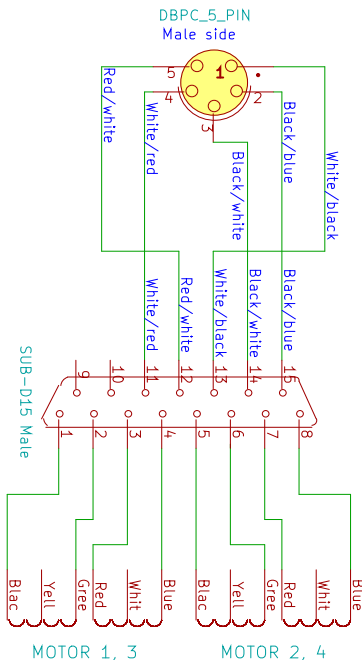 DBPC_5_PIN
Male side
5
1
4
2
3
Red/white
White/red
Black/white
Black/blue
White/black
White/red
Red/white
White/black
Black/white
Black/blue
SUB-D15 Male
9
10
11
12
13
14
15
1
2
3
4
5
6
7
8
Blac
Yell
Gree
Red
Whit
Blue
Blac
Yell
Gree
Red
Whit
Blue
MOTOR 1, 3
MOTOR 2, 4